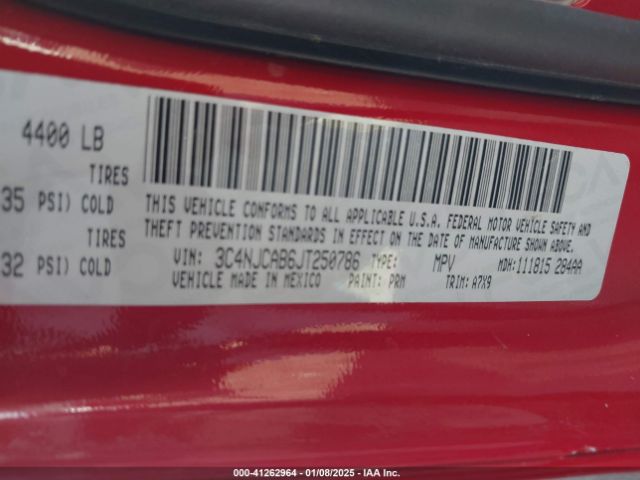 4400 LB
TIRES
35 PSI) COLD
TIRES
32 PSI) COLD
THIS VEHICLE CONFORMS TO ALL APPLICABLE U.S.A. FEDERAL MOTOR VEHICLE SAFETY AND
THEFT PREVENTION STANDARDS IN EFFECT ON THE DATE OF MANUFACTURE SHOWN ABOVE.
VIN: 3C4NJCAB6JT250786 TYPE: MPV MDH:111815 284AA
VEHICLE MADE IN MEXICO PAINT: PRM TRIM: A7X9
000-41262964 - 01/08/2025 - IAA Inc.